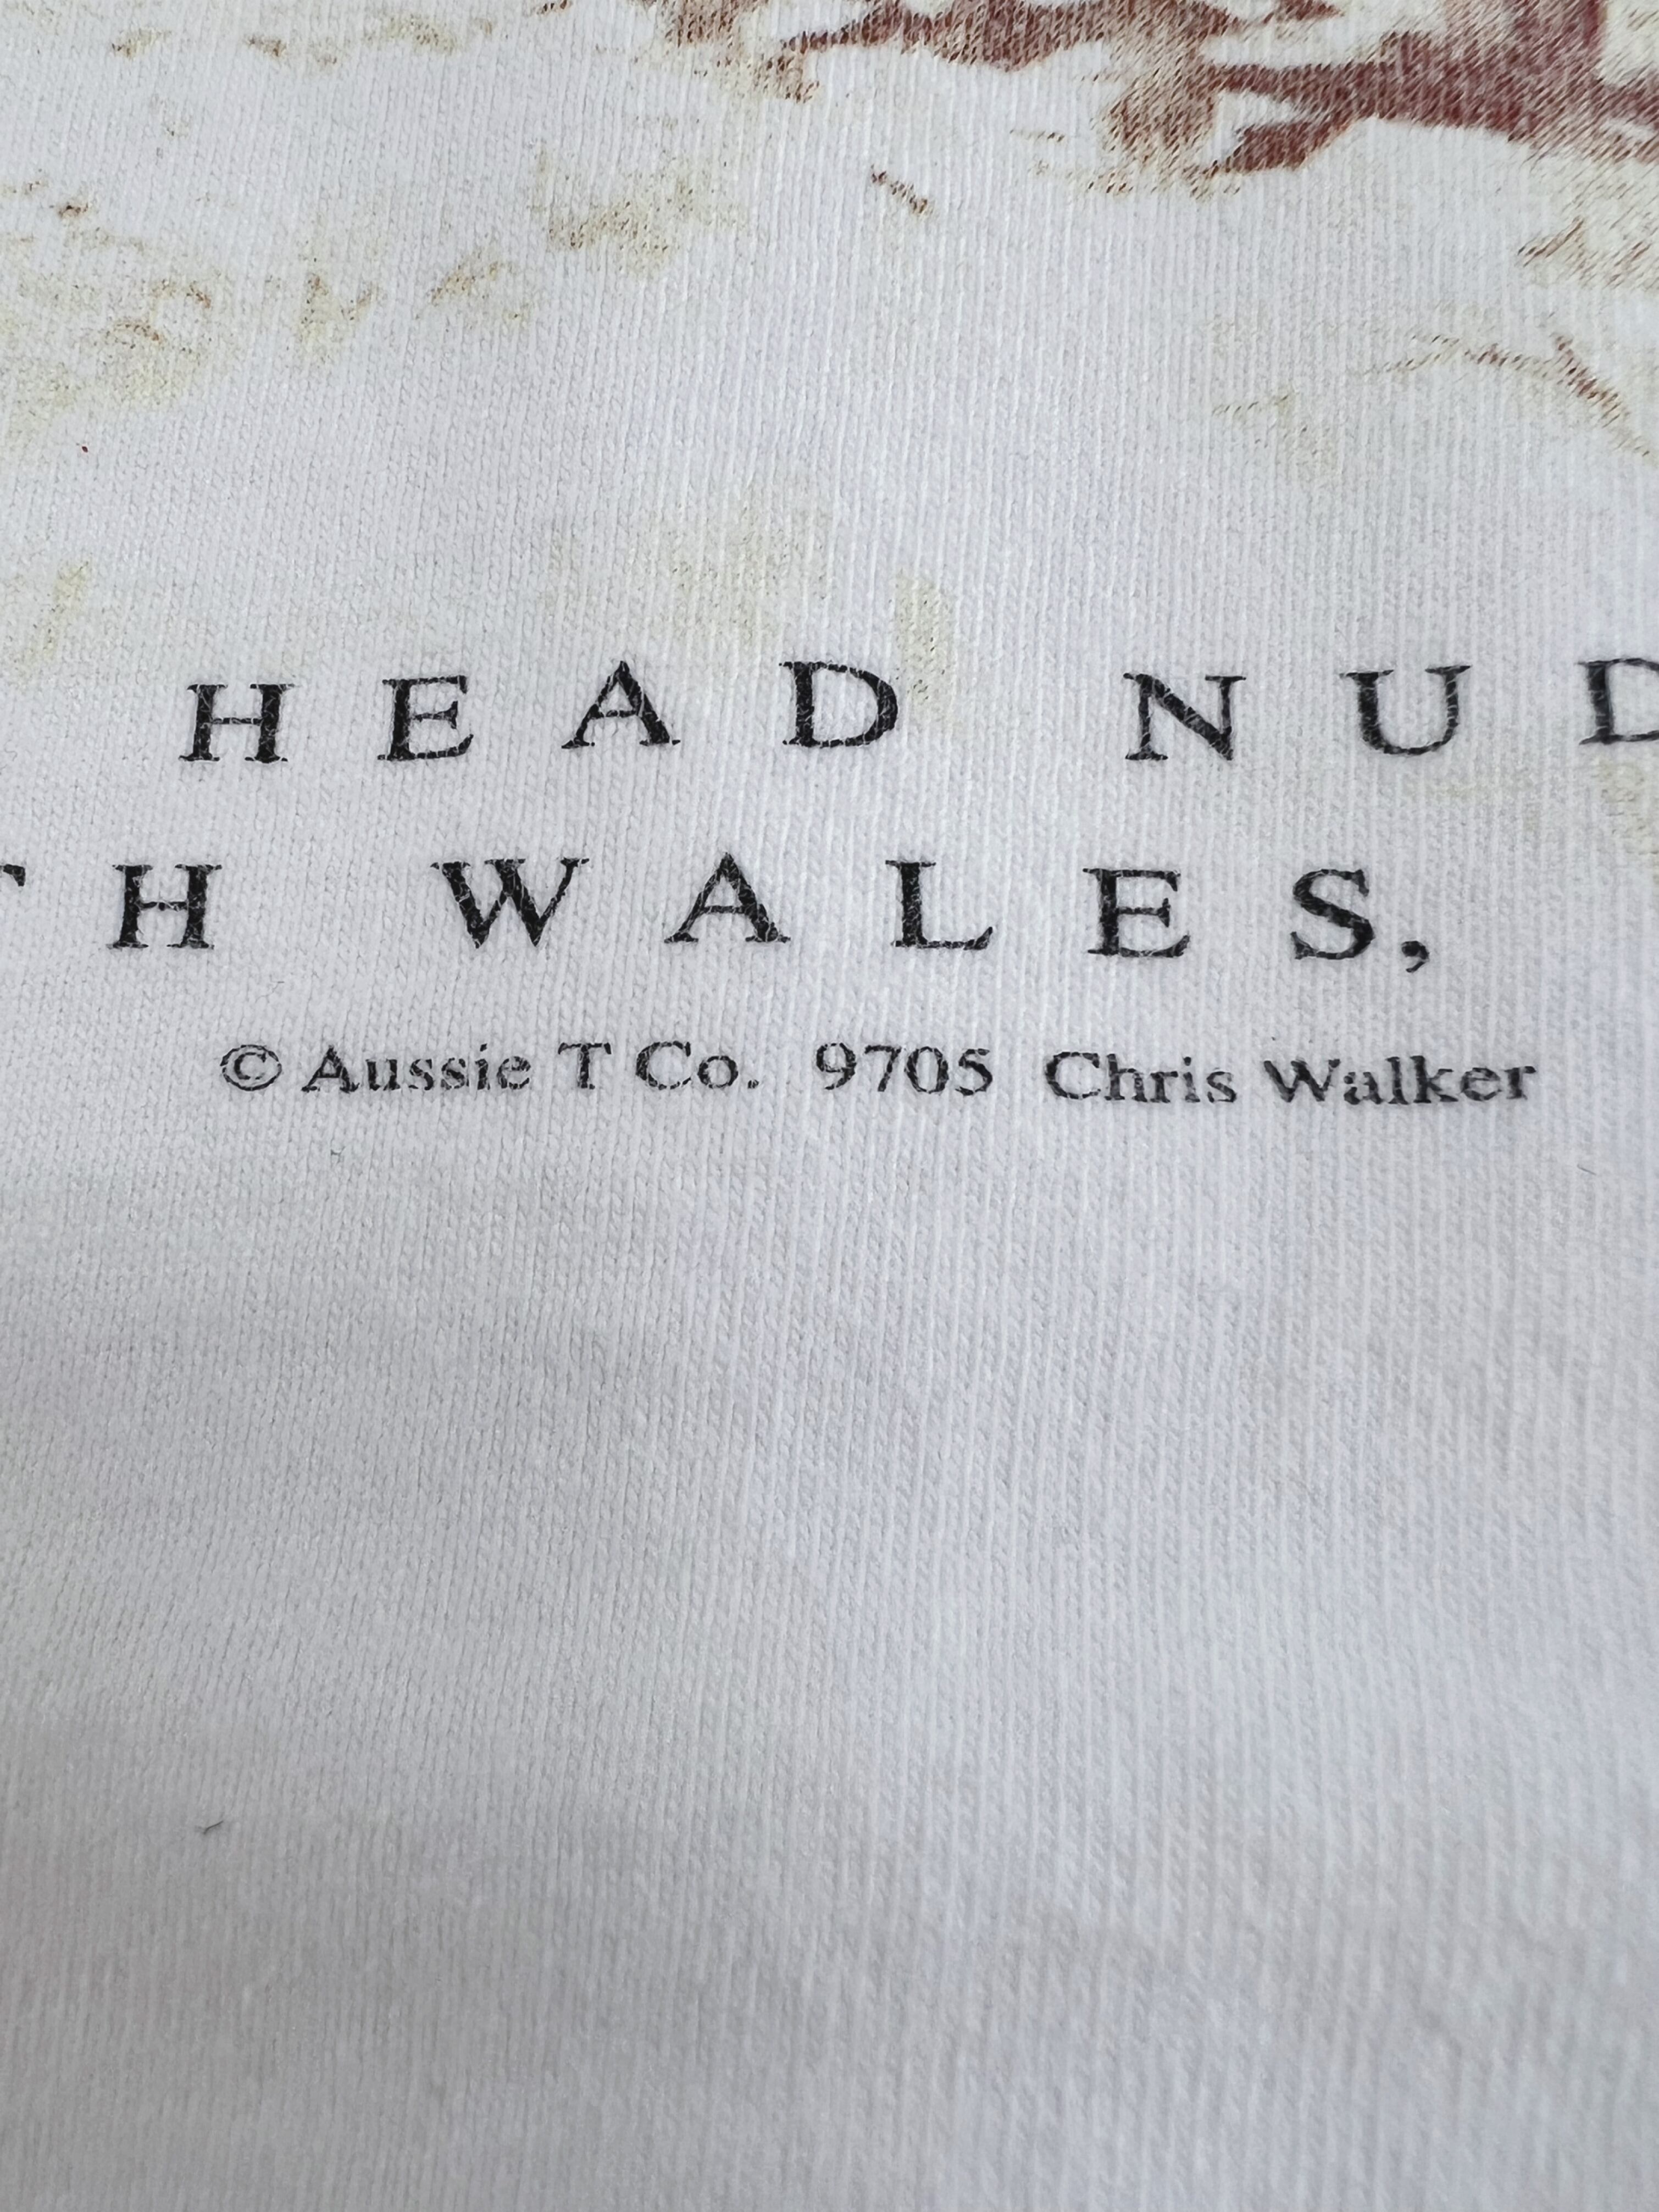 HEAD NUD
TH WALES,
© Aussie T Co. 9705 Chris Walker